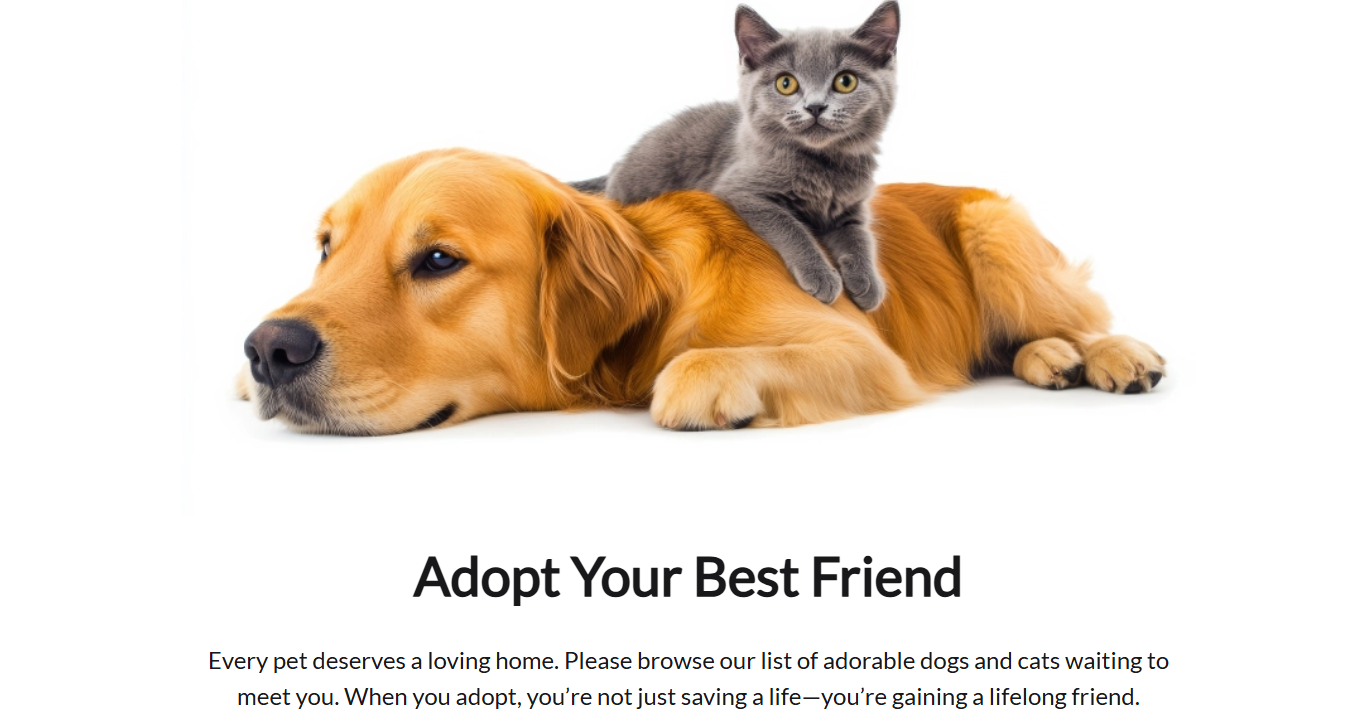 Adopt Your Best Friend
Every pet deserves a loving home. Please browse our list of adorable dogs and cats waiting to
meet you. When you adopt, you’re not just saving a life—you’re gaining a lifelong friend.